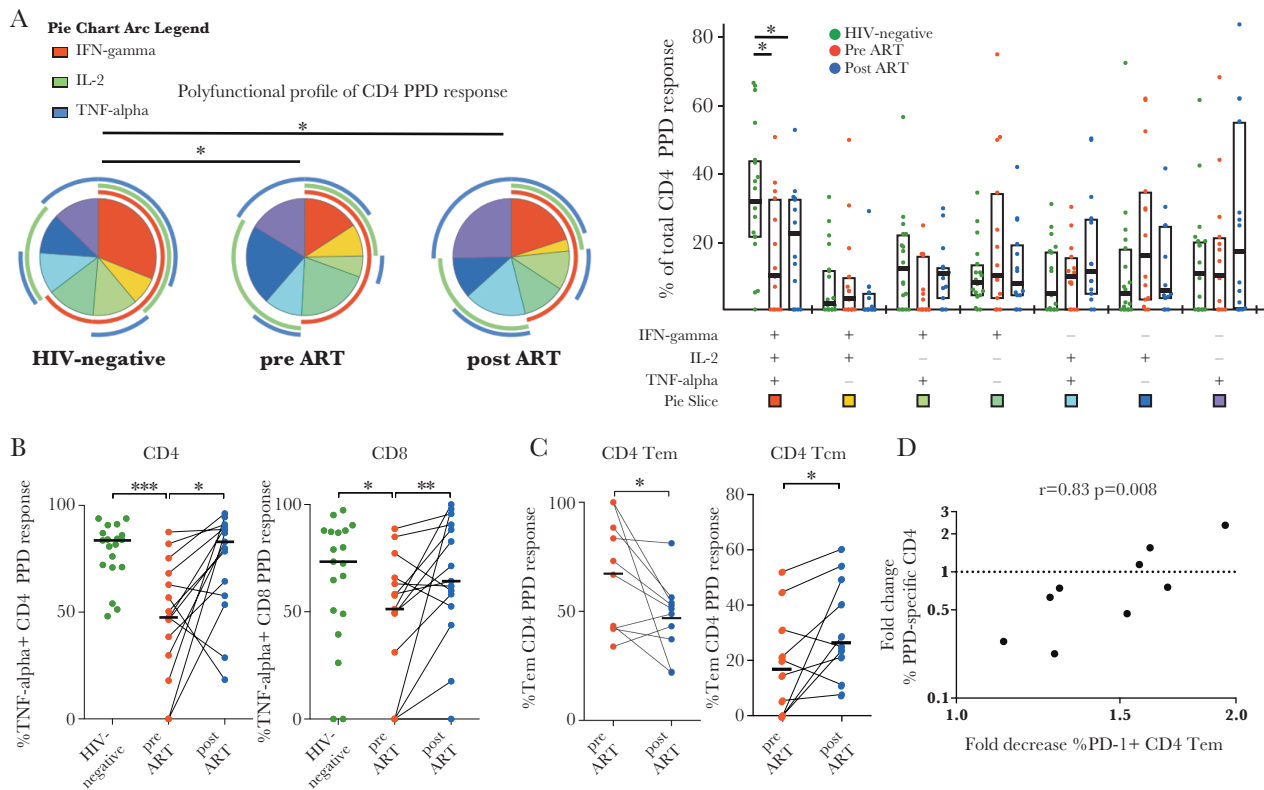 A
Pie Chart Arc Legend
IFN-gamma
IL-2
TNF-alpha
Polyfunctional profile of CD4 PPD response
*
*
HIV-negative pre ART post ART
% of total CD4 PPD response
80
60
40
20
*
*
HIV-negative
Pre ART
Post ART
IFN-gamma + + + + – – –
IL-2 + + – – + + –
TNF-alpha + – + – + – +
Pie Slice
B
CD4
%TNF-alpha+ CD4 PPD response
100
50
0
*** *
HIV-negative
pre ART
post ART
CD8
%TNF-alpha+ CD8 PPD response
100
50
0
* **
HIV-negative
pre ART
post ART
C
CD4 Tem
%Tem CD4 PPD response
100
50
0
*
pre ART
post ART
CD4 Tcm
%Tem CD4 PPD response
80
60
40
20
0
*
pre ART
post ART
D
r=0.83 p=0.008
Fold change
% PPD-specific CD4
3
2
1
0.5
0.1
1.0 1.5 2.0
Fold decrease %PD-1+ CD4 Tem